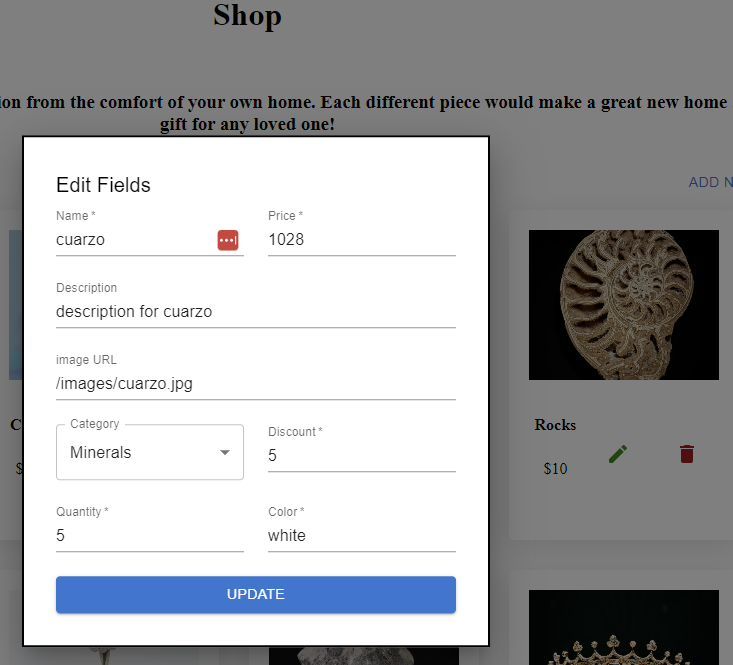 Shop
ion from the comfort of your own home. Each different piece would make a great new home
gift for any loved one!
ADD N
Edit Fields
Name * Price *
cuarzo 1028
Description
description for cuarzo
image URL
/images/cuarzo.jpg
Category Discount *
Minerals 5
Quantity * Color *
5 white
UPDATE
C
$
Rocks
$10